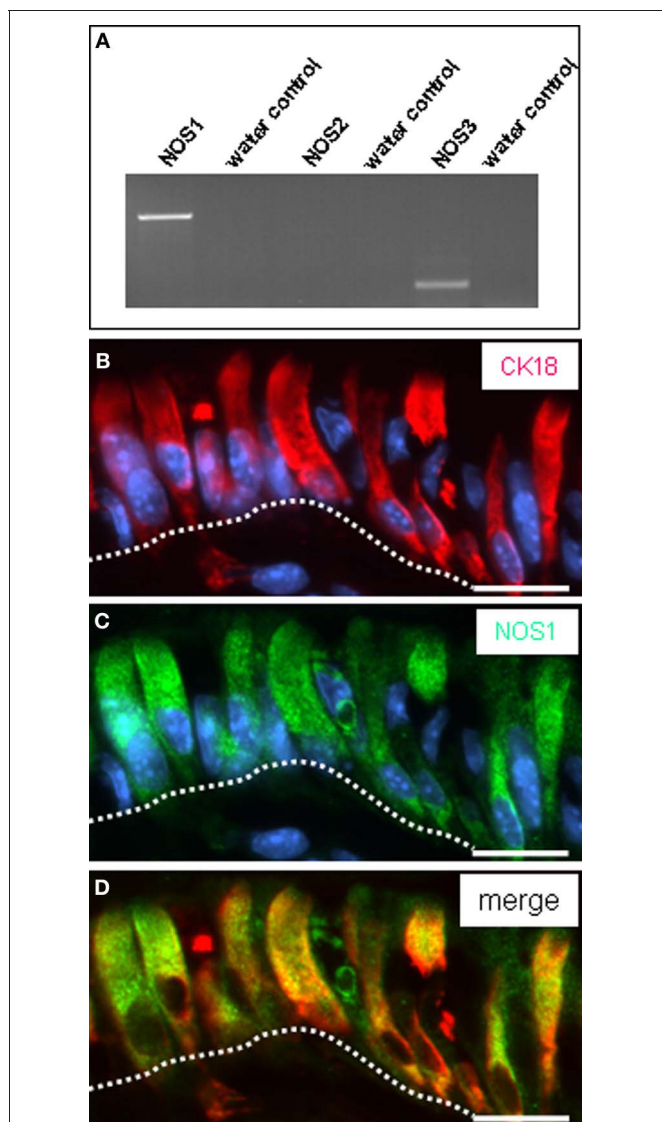 A
NOS1
water control
NOS2
water control
NOS3
water control
B
CK18
C
NOS1
D
merge